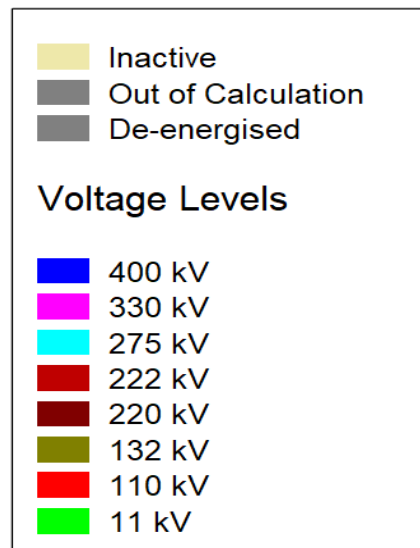 Inactive
Out of Calculation
De-energised
Voltage Levels
400 kV
330 kV
275 kV
222 kV
220 kV
132 kV
110 kV
11 kV